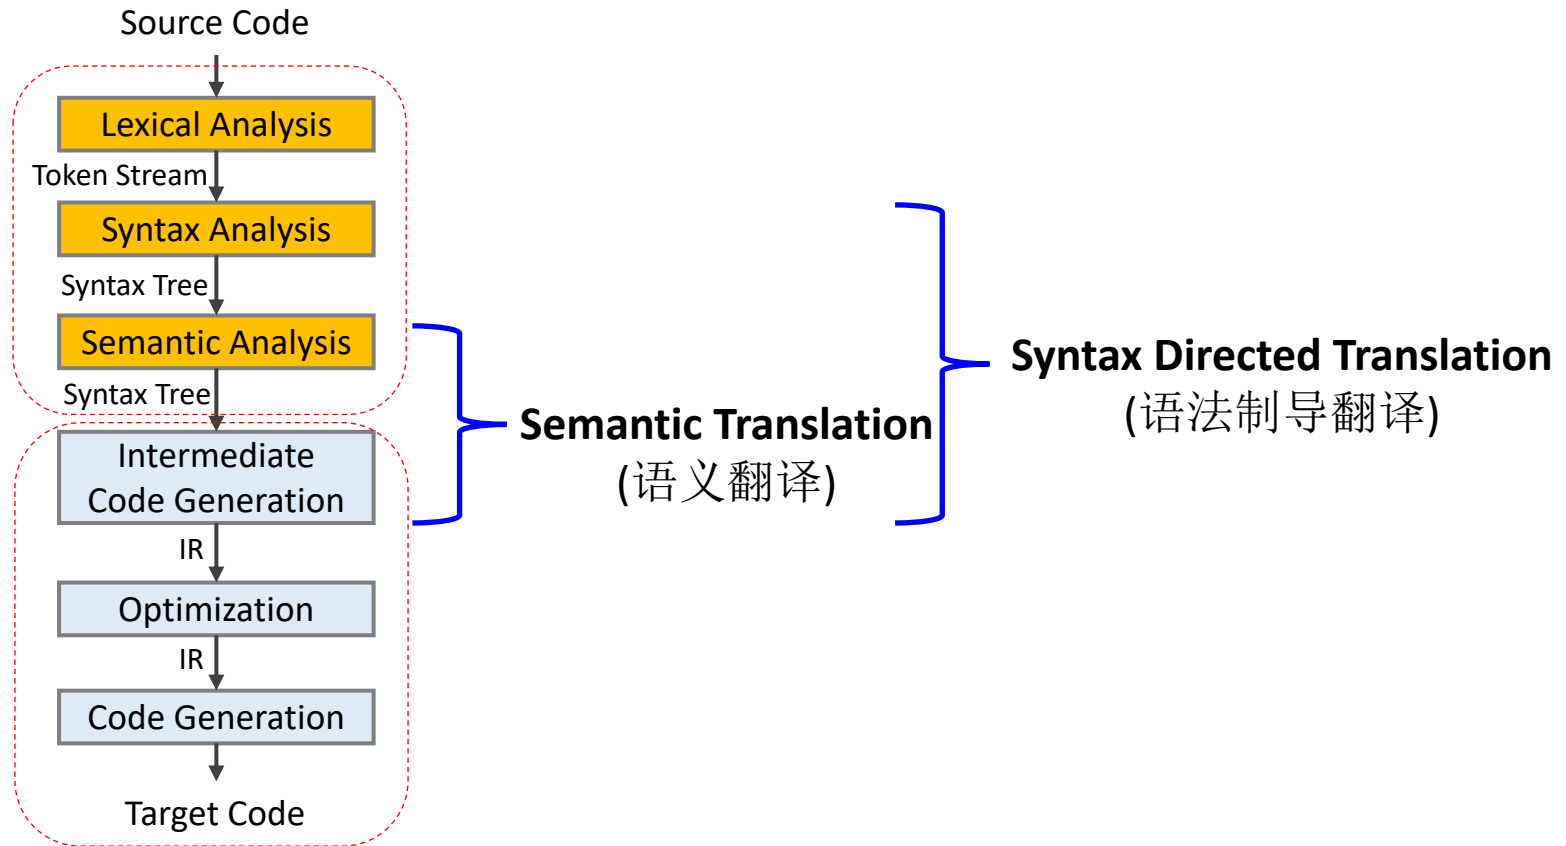 Source Code
Lexical Analysis
Token Stream
Syntax Analysis
Syntax Tree
Semantic Analysis
Syntax Tree
Intermediate
Code Generation
IR
Optimization
IR
Code Generation
Target Code
Semantic Translation
(语义翻译)
Syntax Directed Translation
(语法制导翻译)